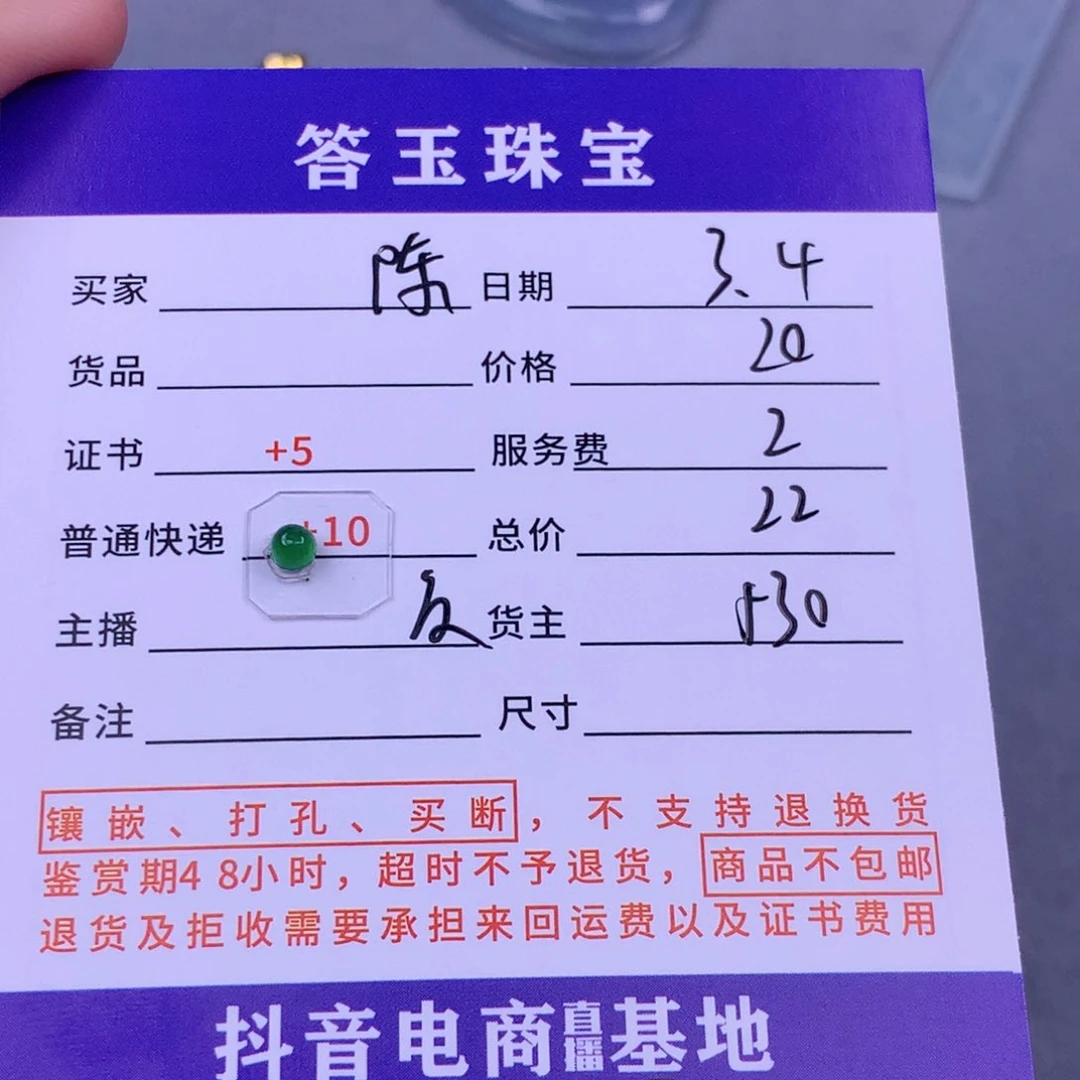 答玉珠宝
买家 陈 日期 3.4
货品 价格 20
证书 +5 服务费 2
普通快递 +10 总价 22
主播 货主 530
备注 尺寸
镶嵌、打孔、买断，不支持退换货
鉴赏期48小时，超时不予退货，商品不包邮
退货及拒收需要承担来回运费以及证书费用
抖音电商直播基地